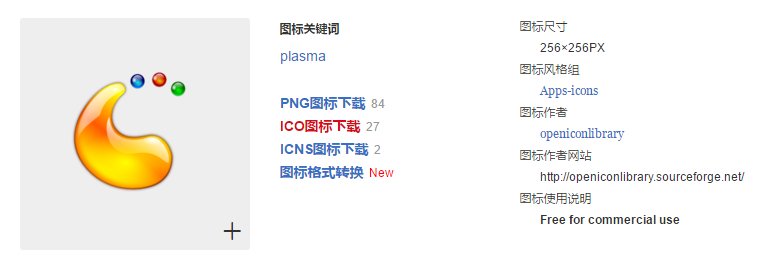 图标关键词
plasma
PNG图标下载 84
ICO图标下载 27
ICNS图标下载 2
图标格式转换 New
图标尺寸
256×256PX
图标风格组
Apps-icons
图标作者
openiconlibrary
图标作者网站
http://openiconlibrary.sourceforge.net/
图标使用说明
Free for commercial use